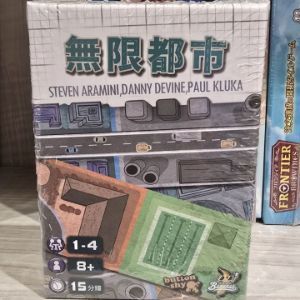 無限都市
STEVEN ARAMINI,DANNY DEVINE,PAUL KLUKA
1-4
8+
15分鐘
button shy
FRONTIER